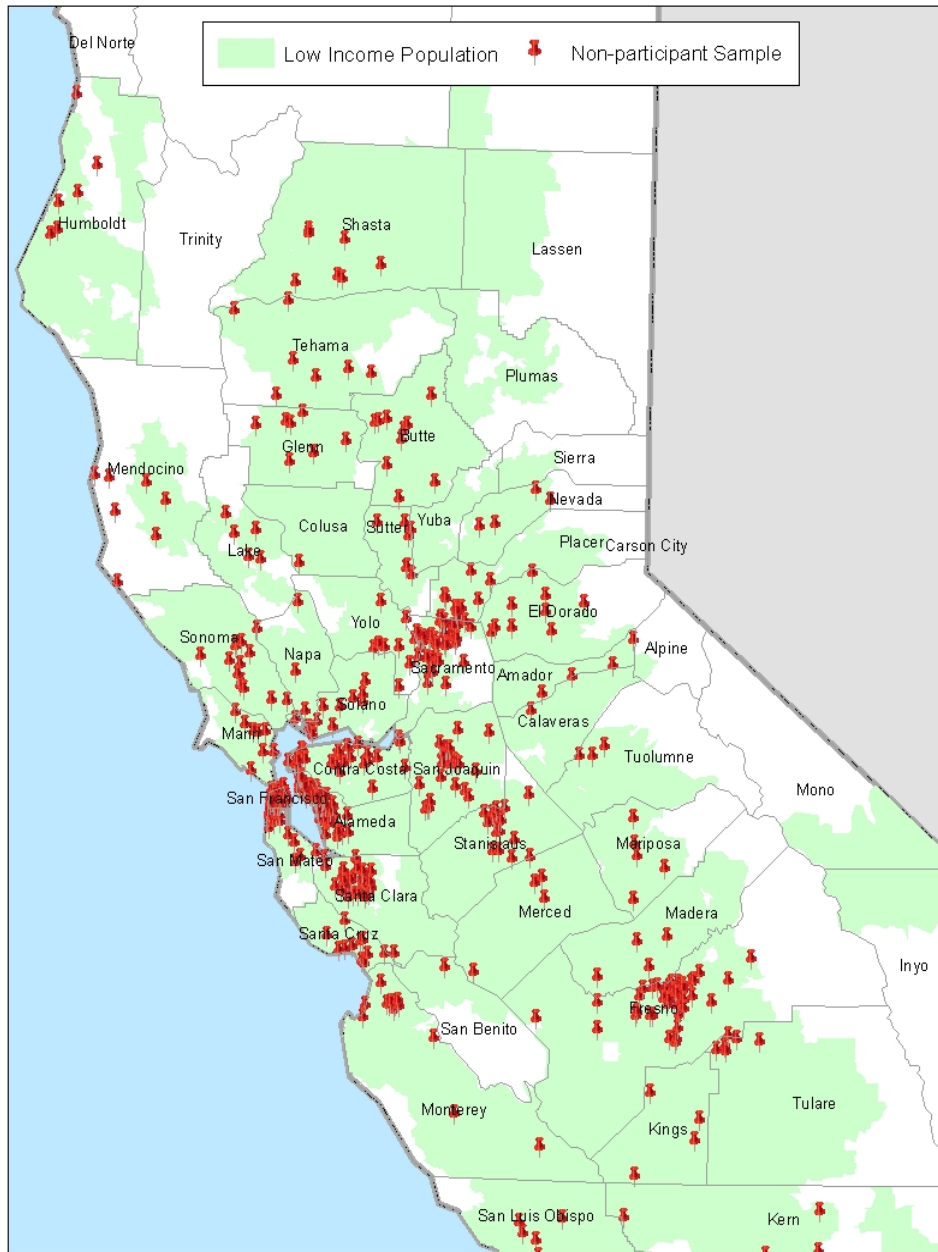 Del Norte
Low Income Population
Non-participant Sample
Humboldt
Trinity
Shasta
Lassen
Tehama
Plumas
Glenn
Butte
Mendocino
Sierra
Nevada
Colusa
Sutter
Yuba
Lake
Placer
Carson City
Yolo
El Dorado
Sonoma
Napa
Sacramento
Amador
Alpine
Solano
Calaveras
Marin
Contra Costa
San Joaquin
Tuolumne
San Francisco
Mono
Alameda
Stanislaus
Mariposa
San Mateo
Santa Clara
Merced
Madera
Santa Cruz
Inyo
Fresno
San Benito
Monterey
Kings
Tulare
San Luis Obispo
Kern